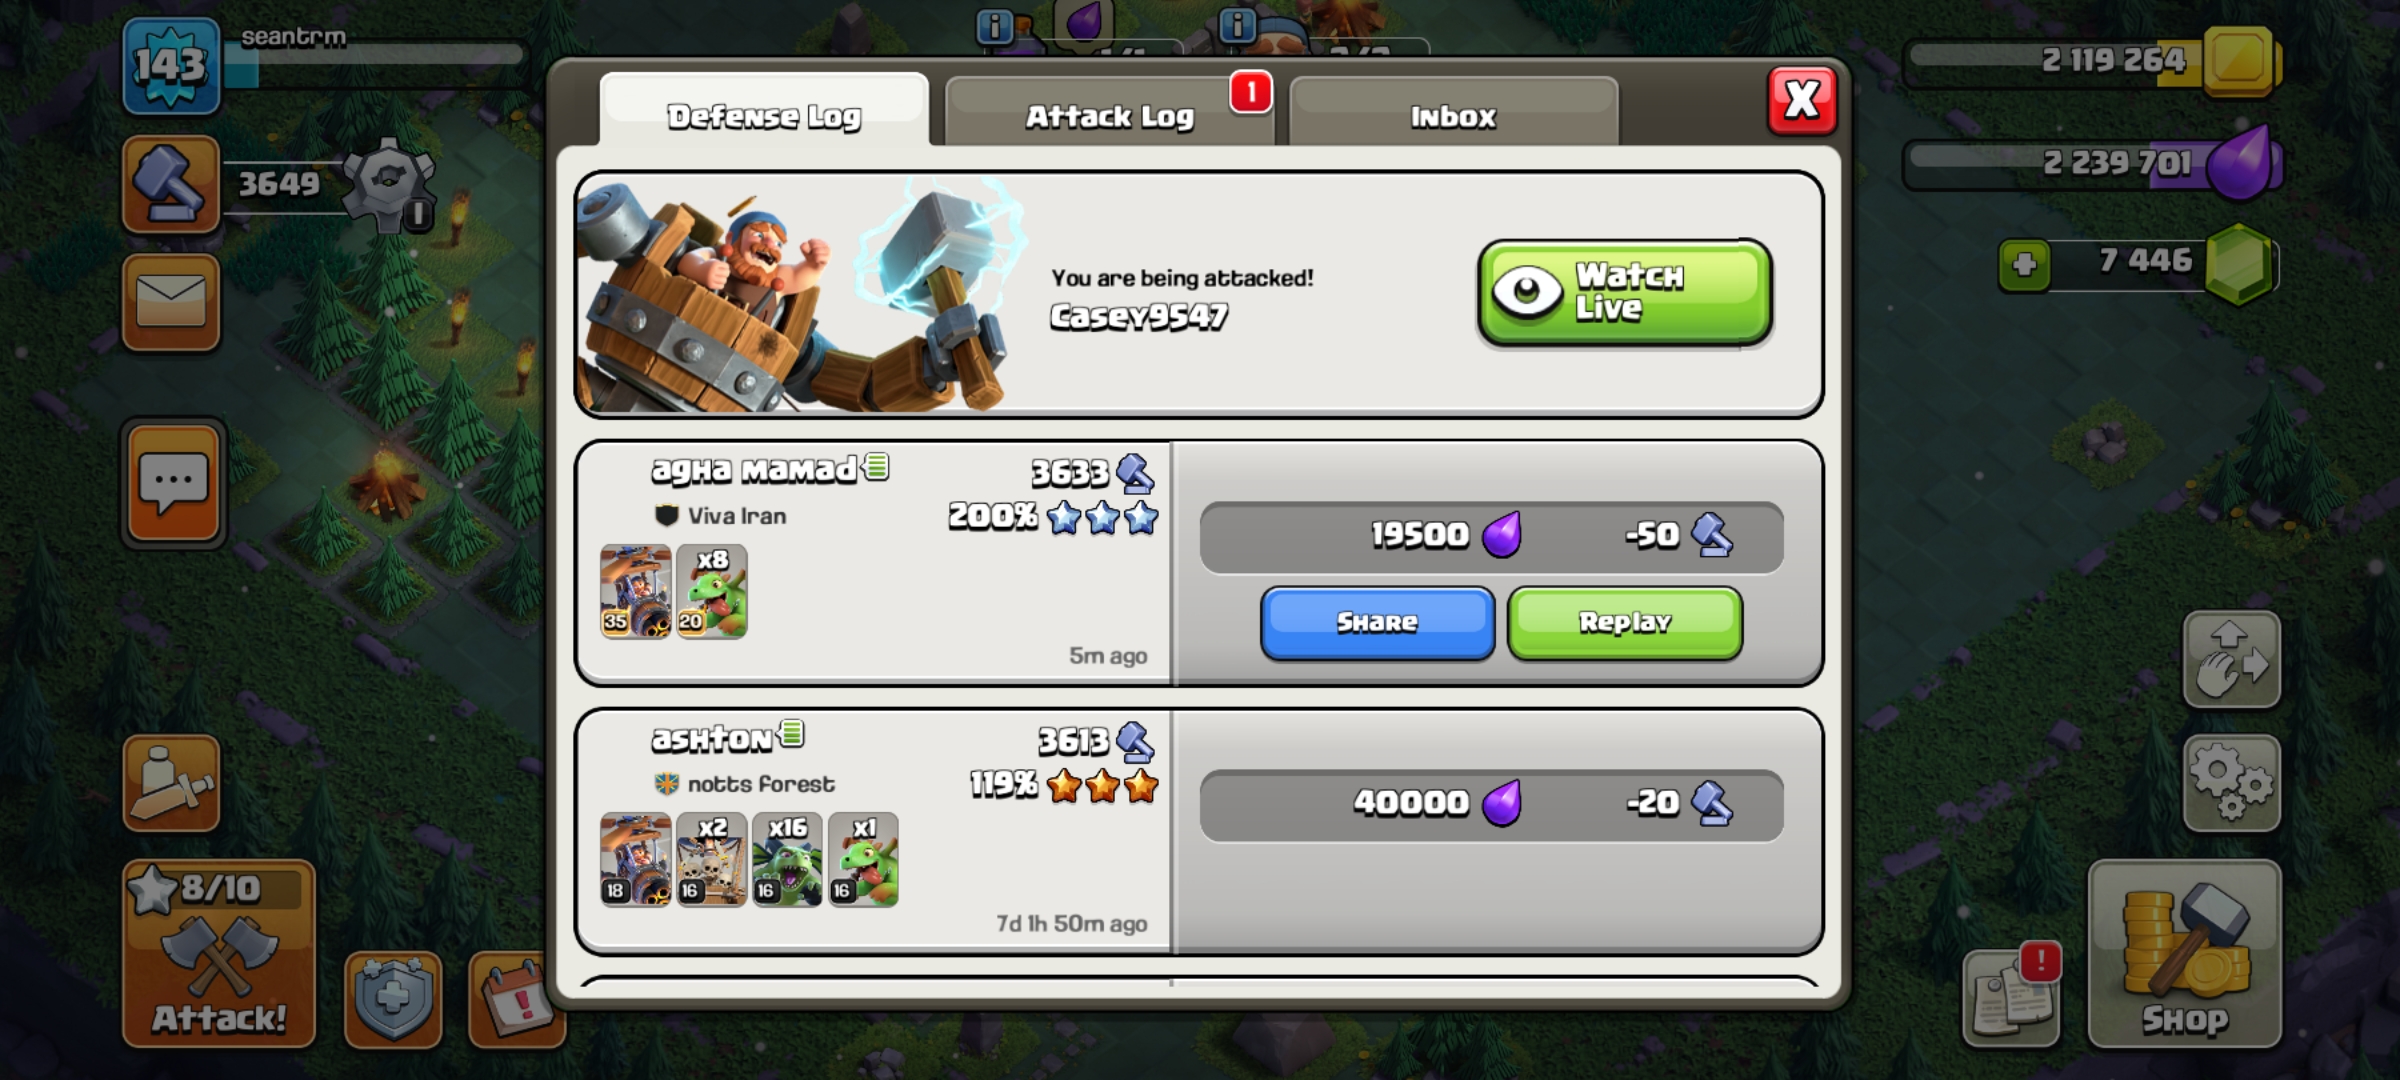 143
seantrm
2 119 264
3649
1
2 239 701
7 446
Defense Log
Attack Log
1
Inbox
X
You are being attacked!
Casey9547
Watch
Live
agha mamad
3633
Viva Iran
200%
x8
35
20
5m ago
19500
-50
Share
Replay
ashton
3613
notts forest
119%
x2
x16
x1
18
16
16
16
7d 1h 50m ago
40000
-20
8/10
Attack!
!
Shop